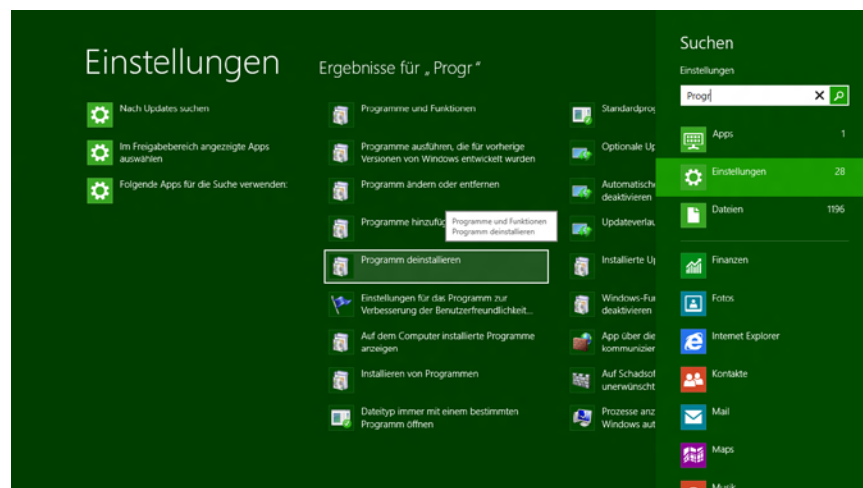 Einstellungen
Nach Updates suchen
Im Freigabebereich angezeigte Apps
auswählen
Folgende Apps für die Suche verwenden:
Ergebnisse für „ Progr “
Programme und Funktionen
Programme ausführen, die für vorherige
Versionen von Windows entwickelt wurden
Programm ändern oder entfernen
Programme hinzufüg
Programme und Funktionen
Programm deinstallieren
Programm deinstallieren
Einstellungen für das Programm zur
Verbesserung der Benutzerfreundlichkeit...
Auf dem Computer installierte Programme
anzeigen
Installieren von Programmen
Dateityp immer mit einem bestimmten
Programm öffnen
Standardprog
Optionale Up
Automatische
deaktivieren
Updateverlau
Installierte Up
Windows-Fun
deaktivieren
App über die
kommunizier
Auf Schadsof
unerwünscht
Prozesse anz
Windows aut
Suchen
Einstellungen
Progr
Apps 1
Einstellungen 28
Dateien 1196
Finanzen
Fotos
Internet Explorer
Kontakte
Mail
Maps
Musik